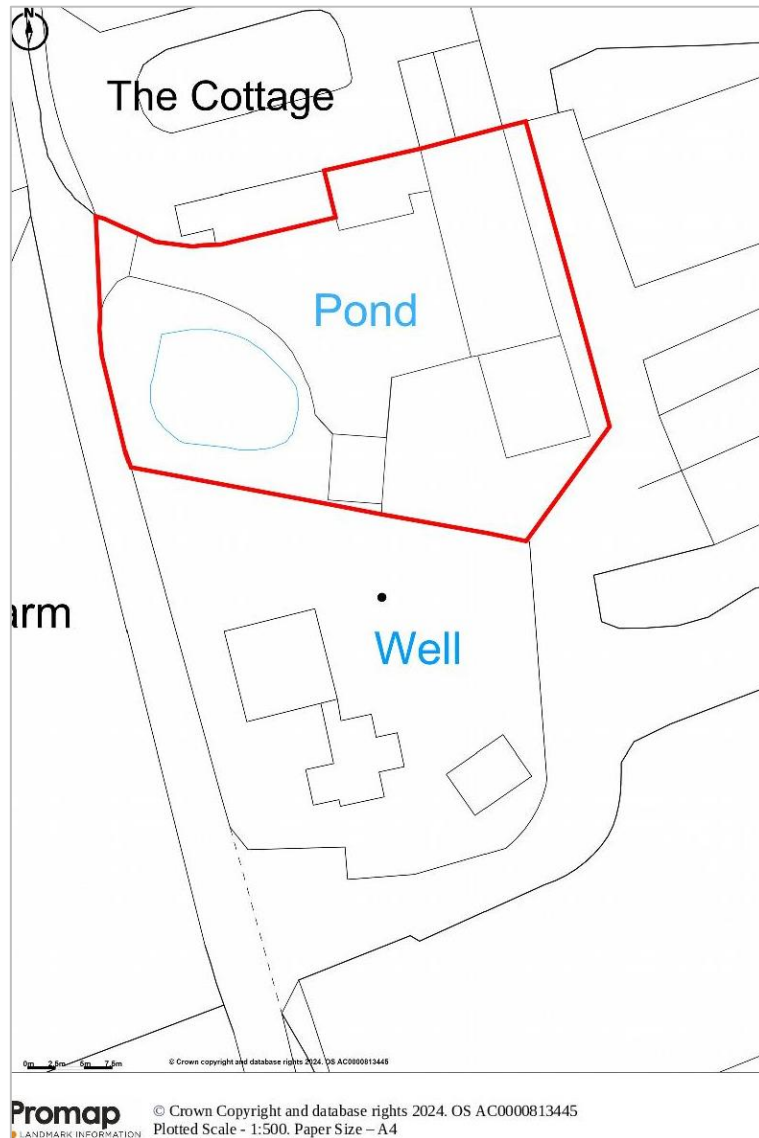 N
The Cottage
Pond
arm
Well
0m 2.5m 5m 7.5m
© Crown copyright and database rights 2024. OS AC0000813445
Promap
LANDMARK INFORMATION
© Crown Copyright and database rights 2024. OS AC0000813445
Plotted Scale - 1:500. Paper Size – A4